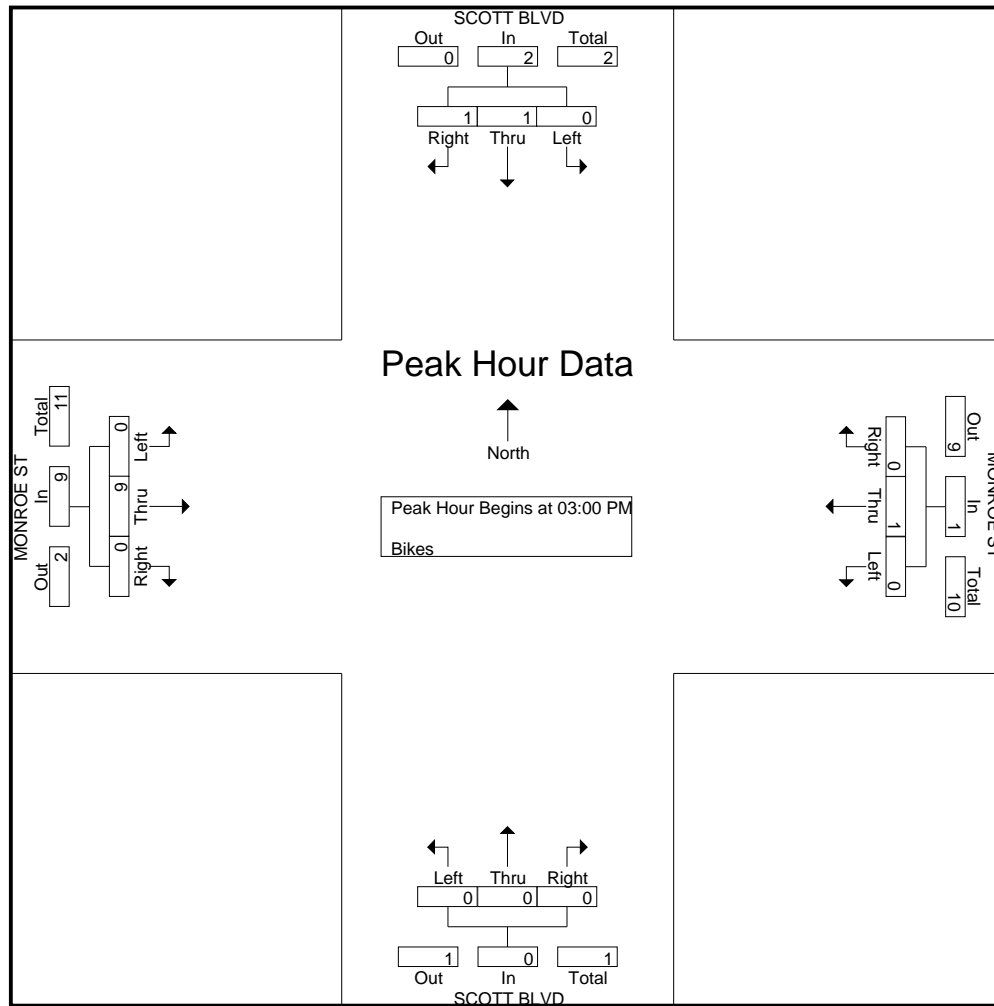 SCOTT BLVD
Out In Total
0 2 2
1 1 0
Right Thru Left
Peak Hour Data
North
Peak Hour Begins at 03:00 PM
Bikes
MONROE ST
Out In Total
2 9 11
Left Thru Right
0 9 0
MONROE ST
Out In Total
9 1 10
Right Thru Left
0 1 0
Left Thru Right
0 0 0
1 0 1
Out In Total
SCOTT BLVD